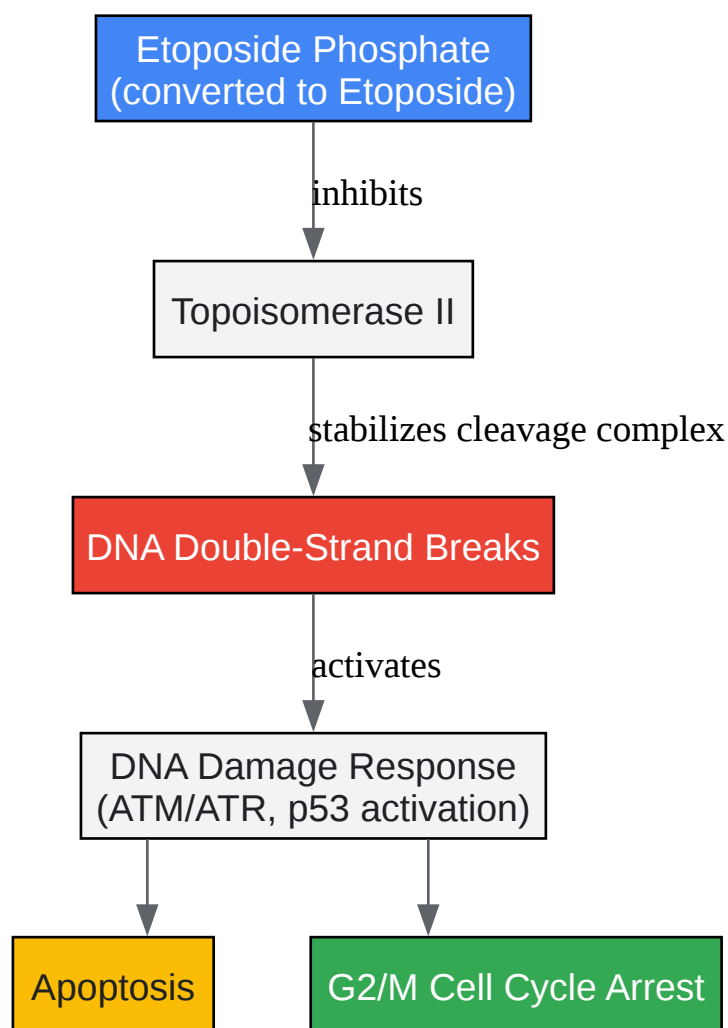 Etoposide Phosphate
(converted to Etoposide)
inhibits
Topoisomerase II
stabilizes cleavage complex
DNA Double-Strand Breaks
activates
DNA Damage Response
(ATM/ATR, p53 activation)
Apoptosis
G2/M Cell Cycle Arrest